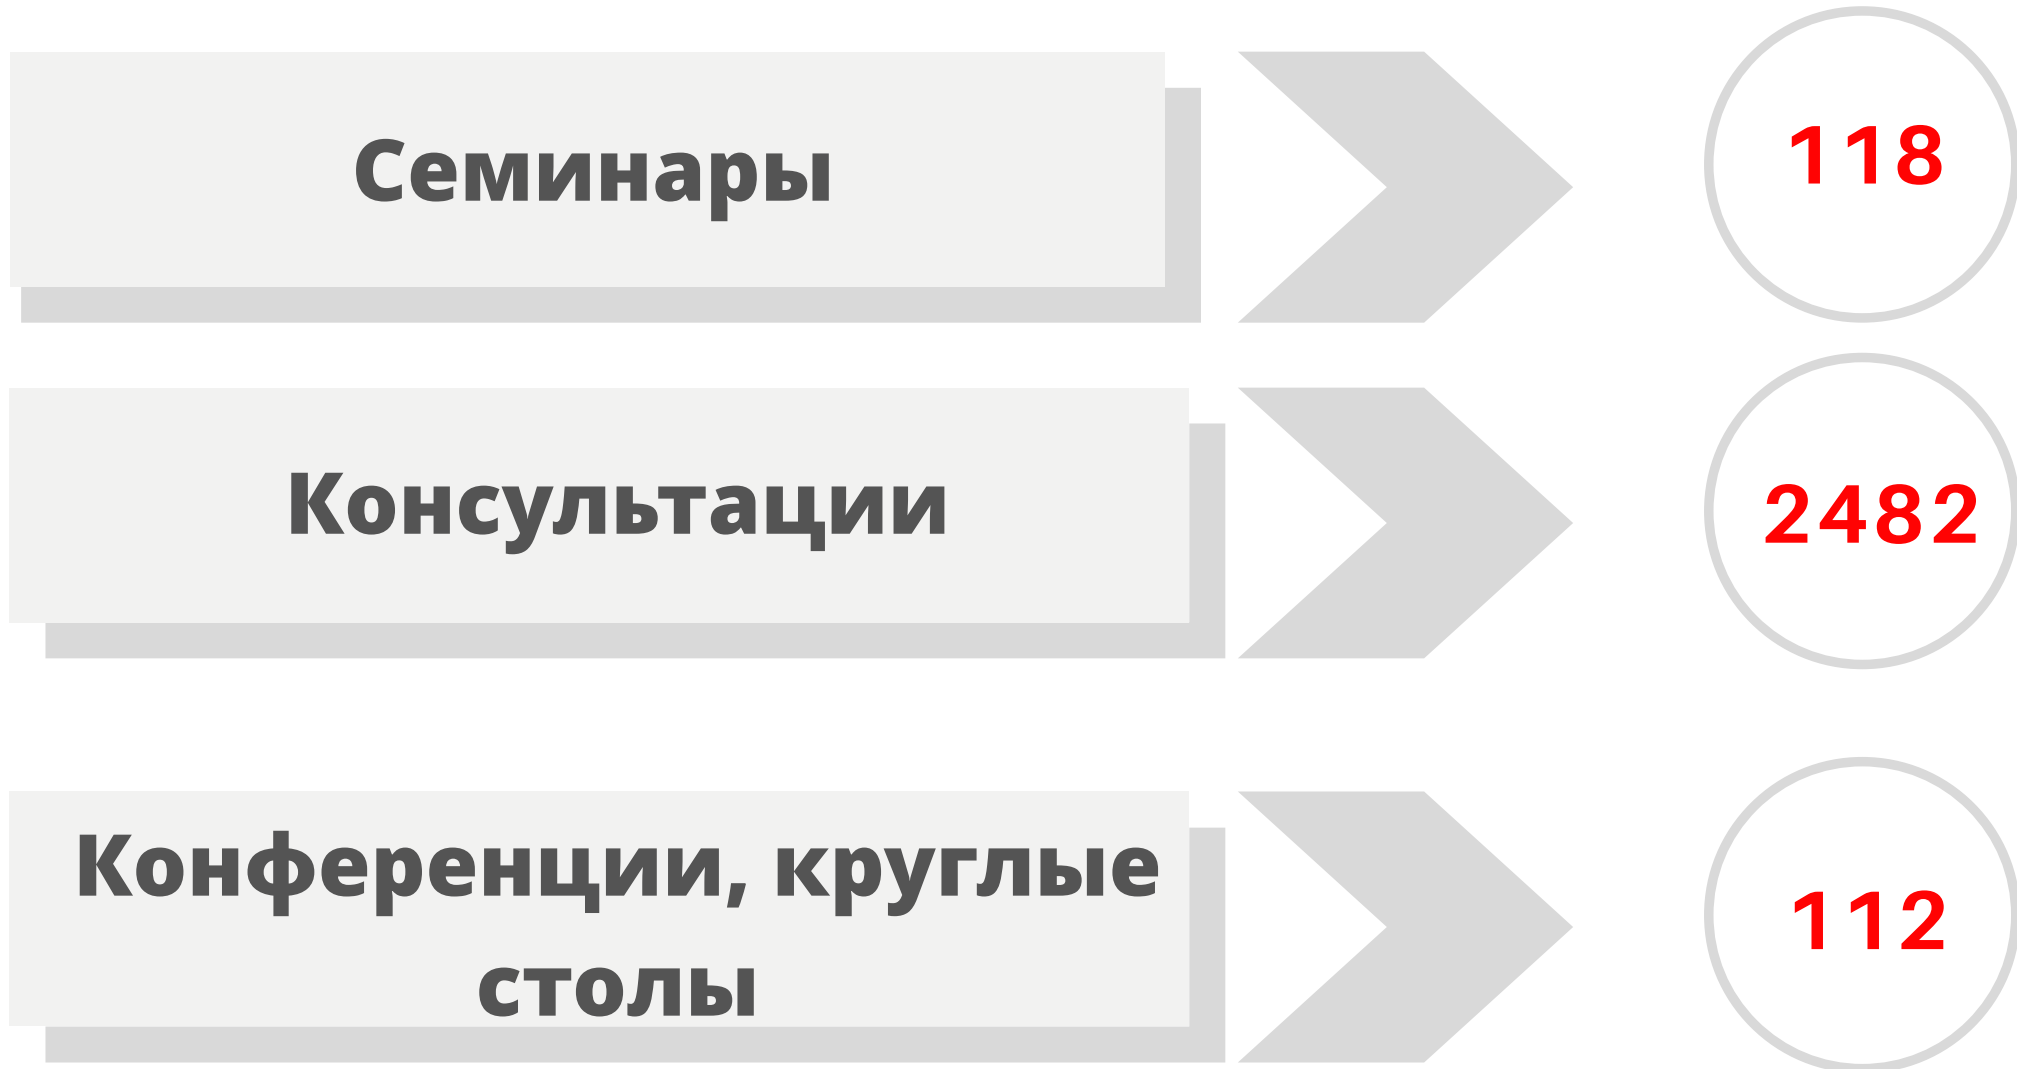 Семинары
118
Консультации
2482
Конференции, круглые
столы
112